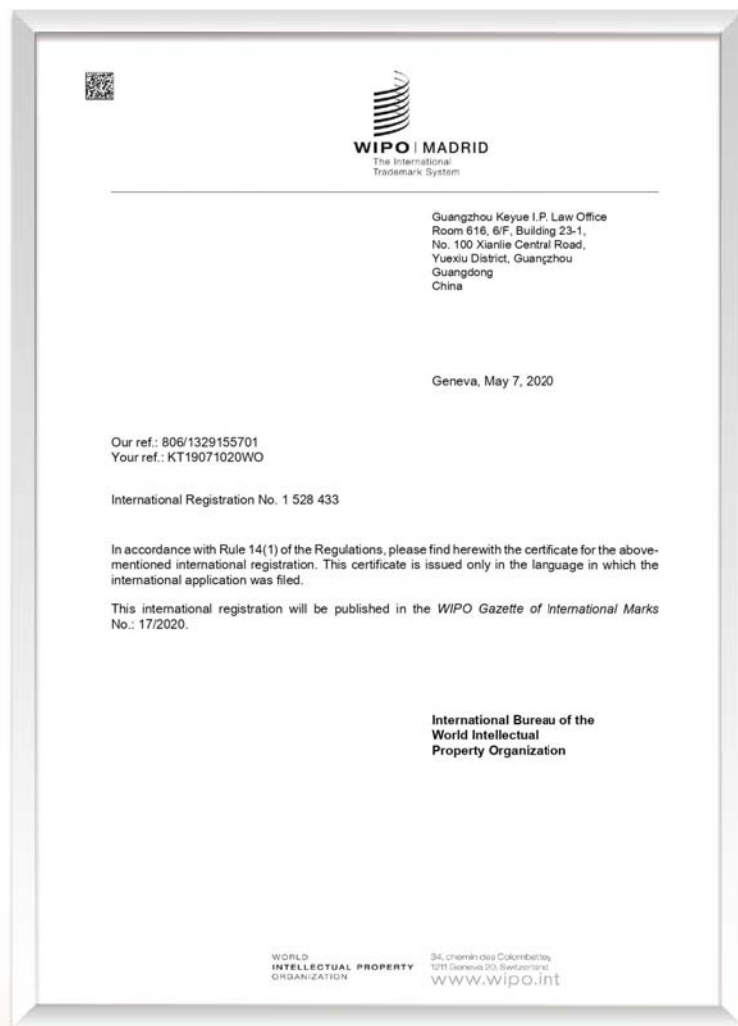 WIPO | MADRID
The International
Trademark System
Guangzhou Keyue I.P. Law Office
Room 616, 6/F, Building 23-1,
No. 100 Xianlie Central Road,
Yuexiu District, Guançzhou
Guangdong
China
Geneva, May 7, 2020
Our ref.: 806/1329155701
Your ref.: KT19071020WO
International Registration No. 1 528 433
In accordance with Rule 14(1) of the Regulations, please find herewith the certificate for the above-
mentioned international registration. This certificate is issued only in the language in which the
international application was filed.
This international registration will be published in the WIPO Gazette of International Marks
No.: 17/2020.
International Bureau of the
World Intellectual
Property Organization
WORLD
INTELLECTUAL PROPERTY
ORGANIZATION
34, chemin des Colombettes
1211 Geneva 20, Switzerland
www.wipo.int